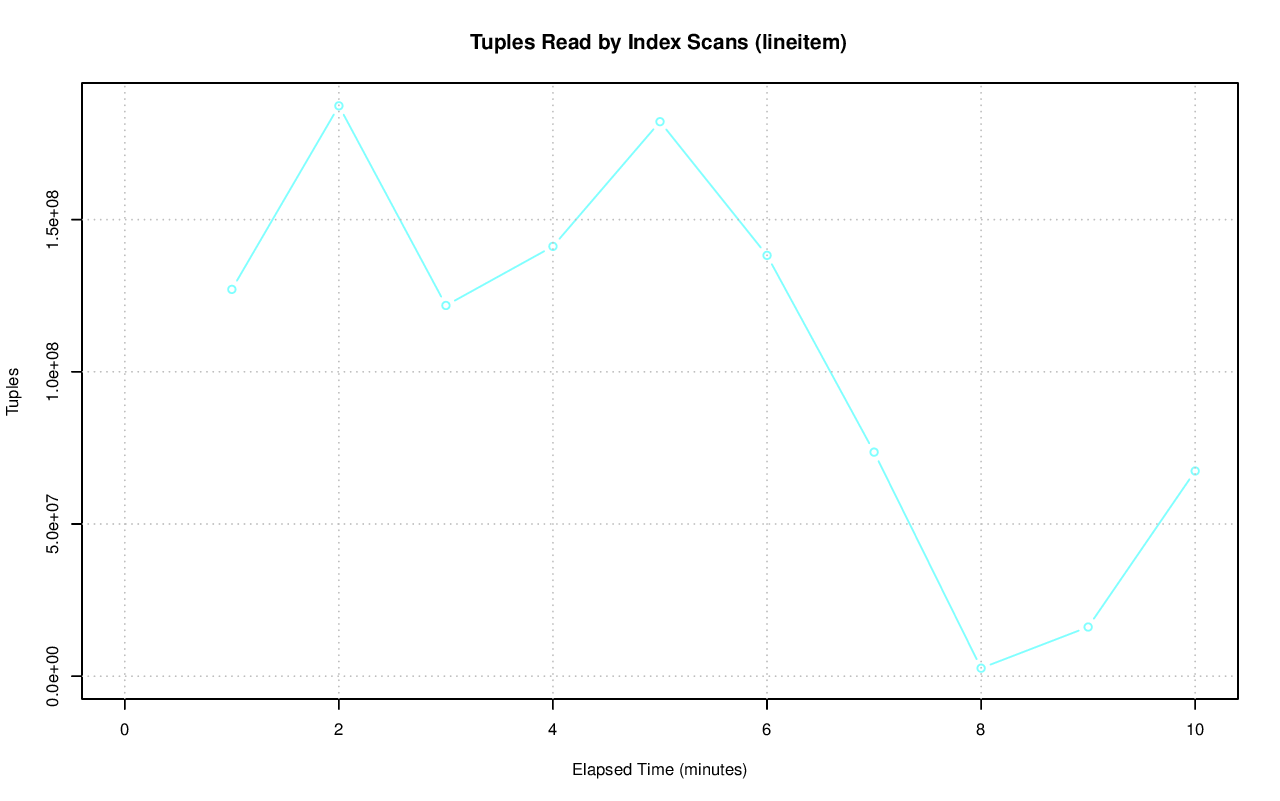 Tuples Read by Index Scans (lineitem)
Tuples
1.5e+08
1.0e+08
5.0e+07
0.0e+00
0 2 4 6 8 10
Elapsed Time (minutes)